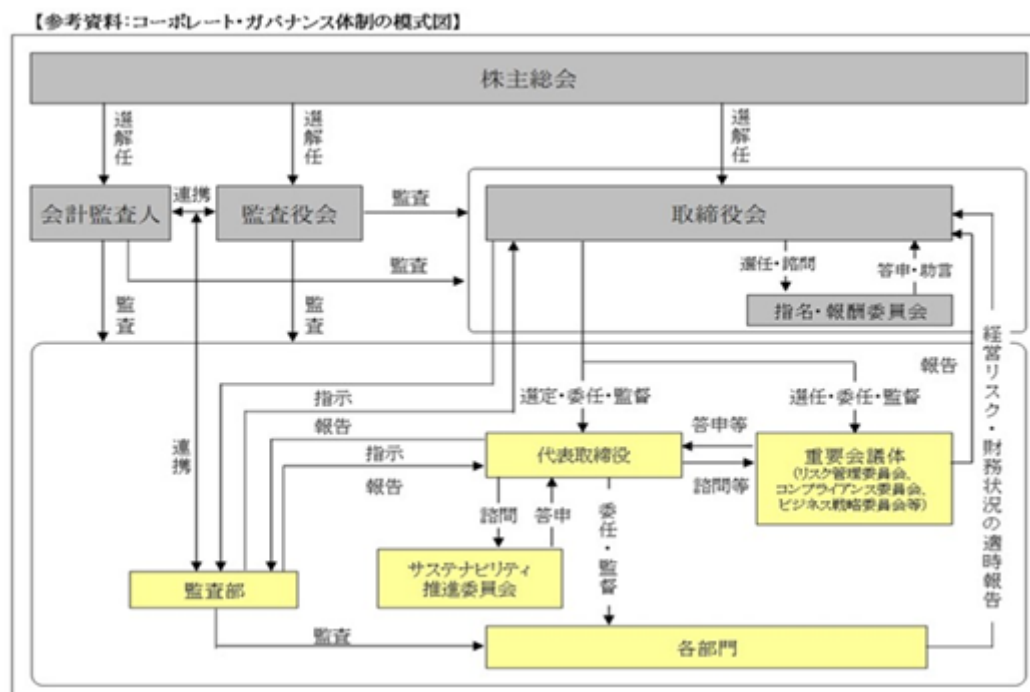 【参考資料:コーポレート・ガバナンス体制の模式図】
株主総会
選解任
選解任
選解任
会計監査人
連携
監査役会
監査
取締役会
監査
選任・諮問
答申・助言
指名・報酬委員会
監査
監査
報告
経営リスク・財務状況の適時報告
指示
報告
選定・委任・監督
選任・委任・監督
連携
指示
報告
代表取締役
答申等
諮問等
重要会議体
(リスク管理委員会、
コンプライアンス委員会、
ビジネス戦略委員会等)
諮問
答申
委任・監督
サステナビリティ
推進委員会
監査部
監査
各部門